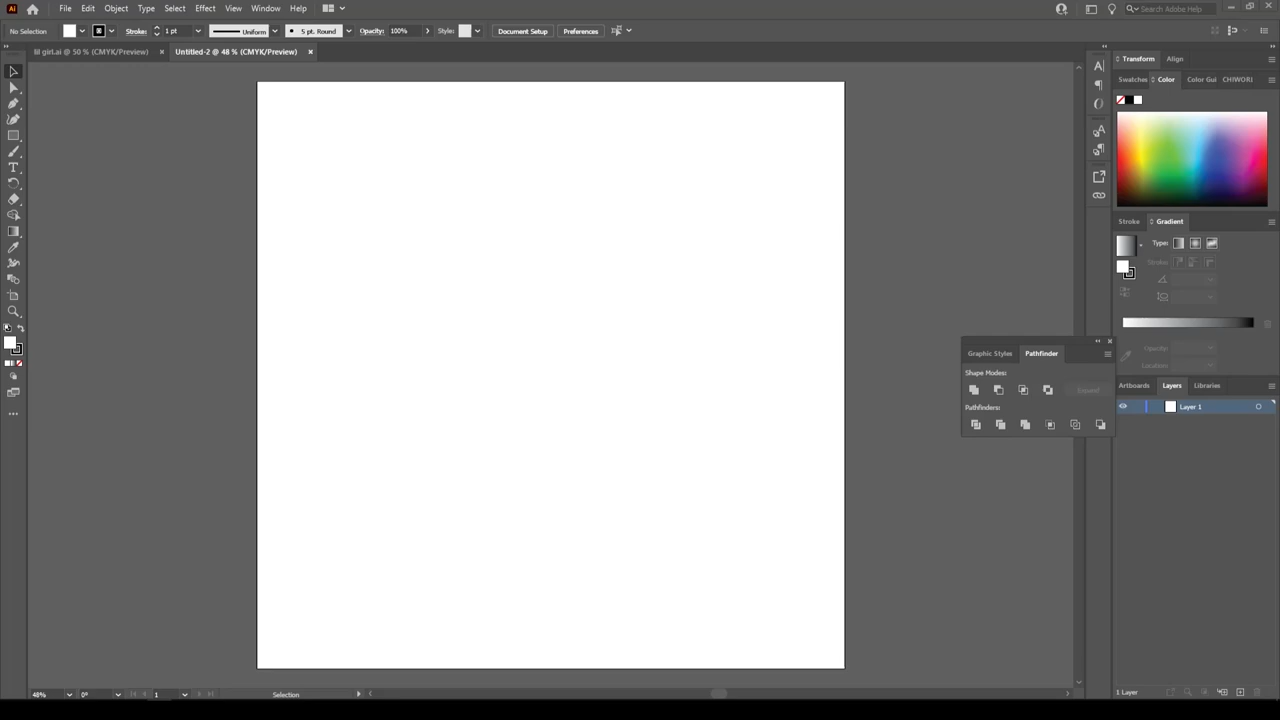 Ai File Edit Object Type Select Effect View Window Help Search Adobe Help
No Selection Stroke: 1 pt Uniform 5 pt. Round Opacity: 100% Style: Document Setup Preferences
lil girl.ai @ 50 % (CMYK/Preview) × Untitled-2 @ 48 % (CMYK/Preview) ×
Transform Align
Swatches Color Color Gui CHIWORI
Stroke Gradient
Type:
Stroke:
Graphic Styles Pathfinder
Opacity:
Shape Modes:
Locations:
Expand
Artboards Layers Libraries
Pathfinders:
Layer 1
48% 0° 1 Selection 1 Layer